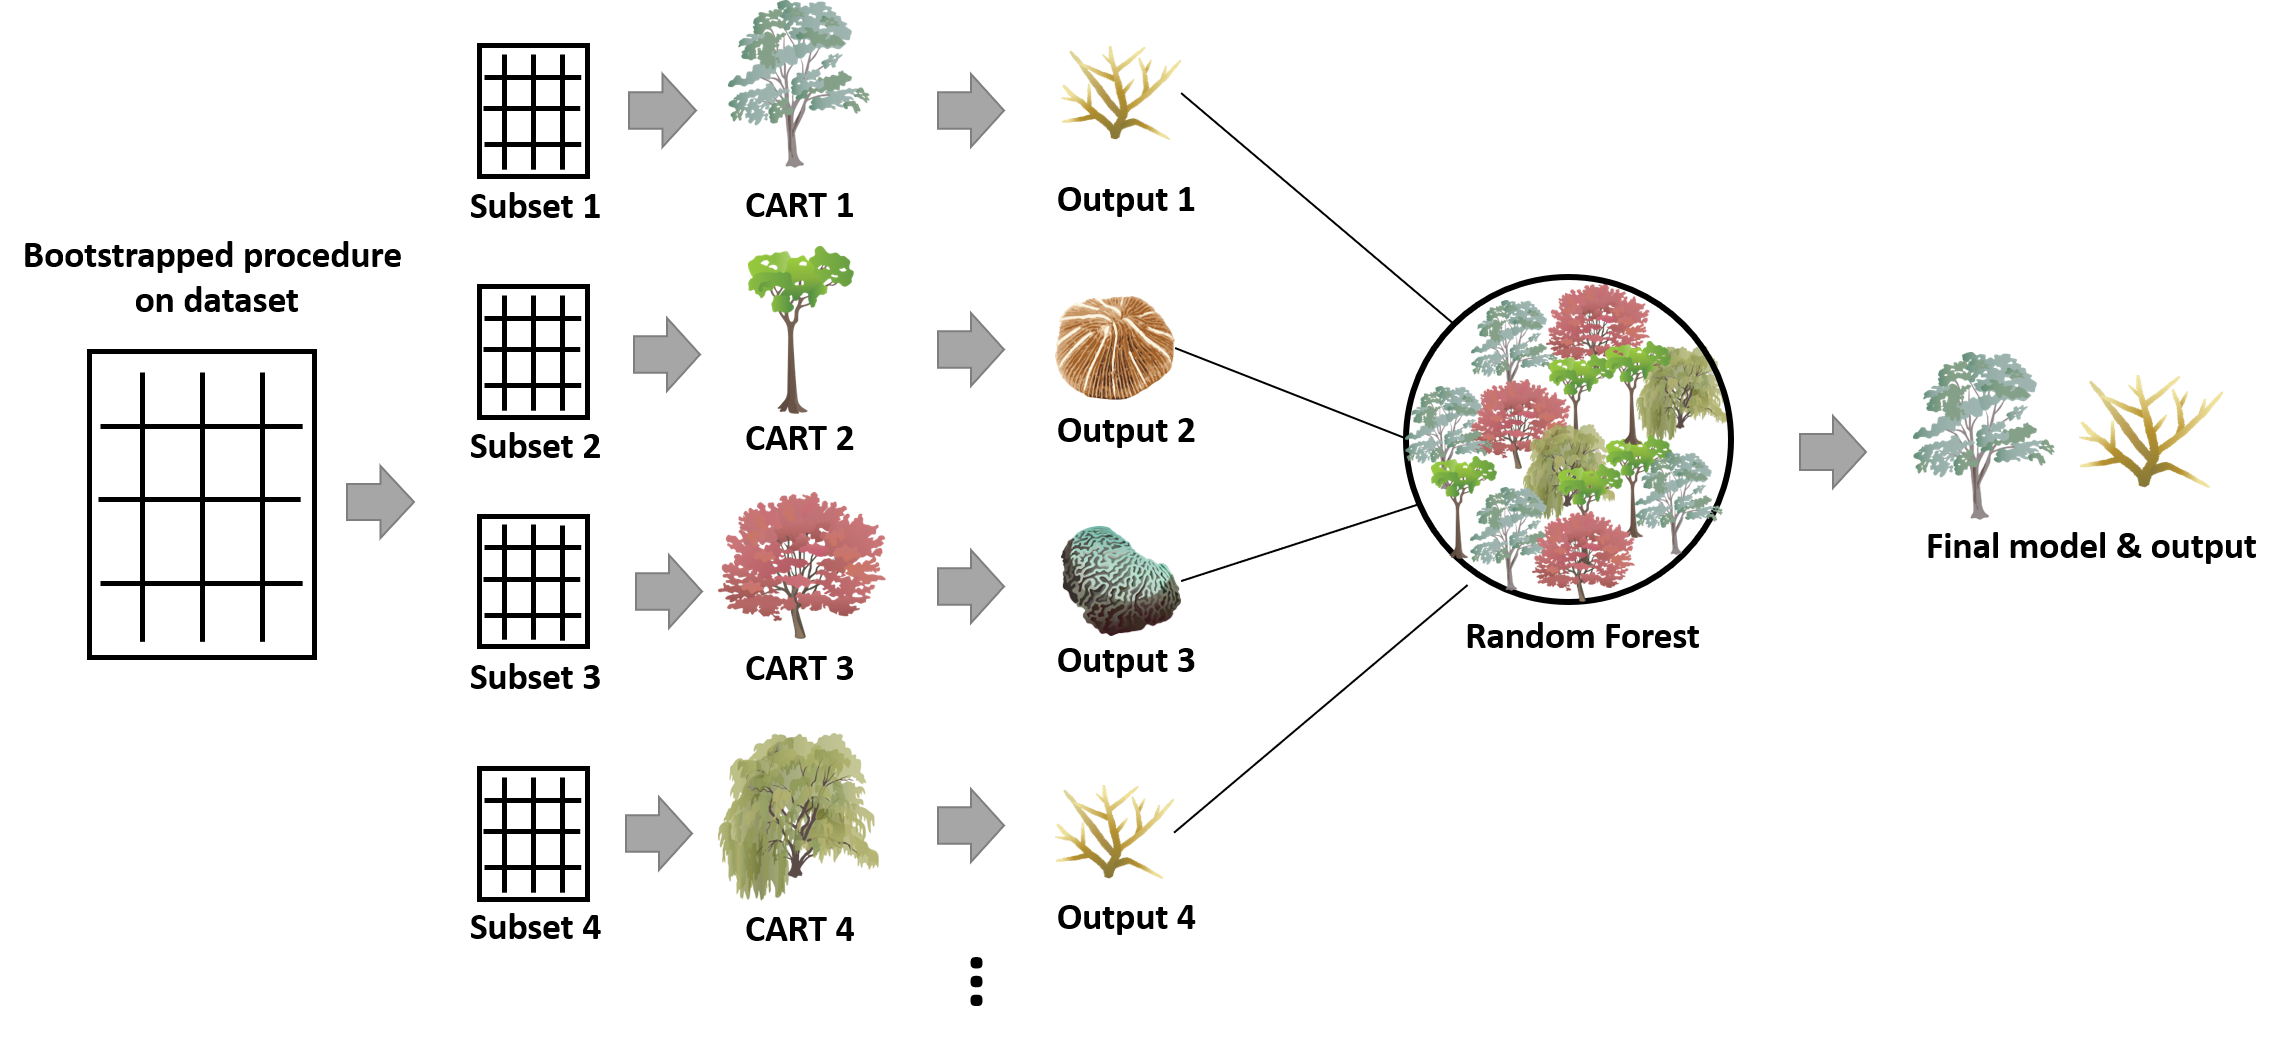 Bootstrapped procedure
on dataset
Subset 1
CART 1
Output 1
Subset 2
CART 2
Output 2
Subset 3
CART 3
Output 3
Subset 4
CART 4
Output 4
Random Forest
Final model & output